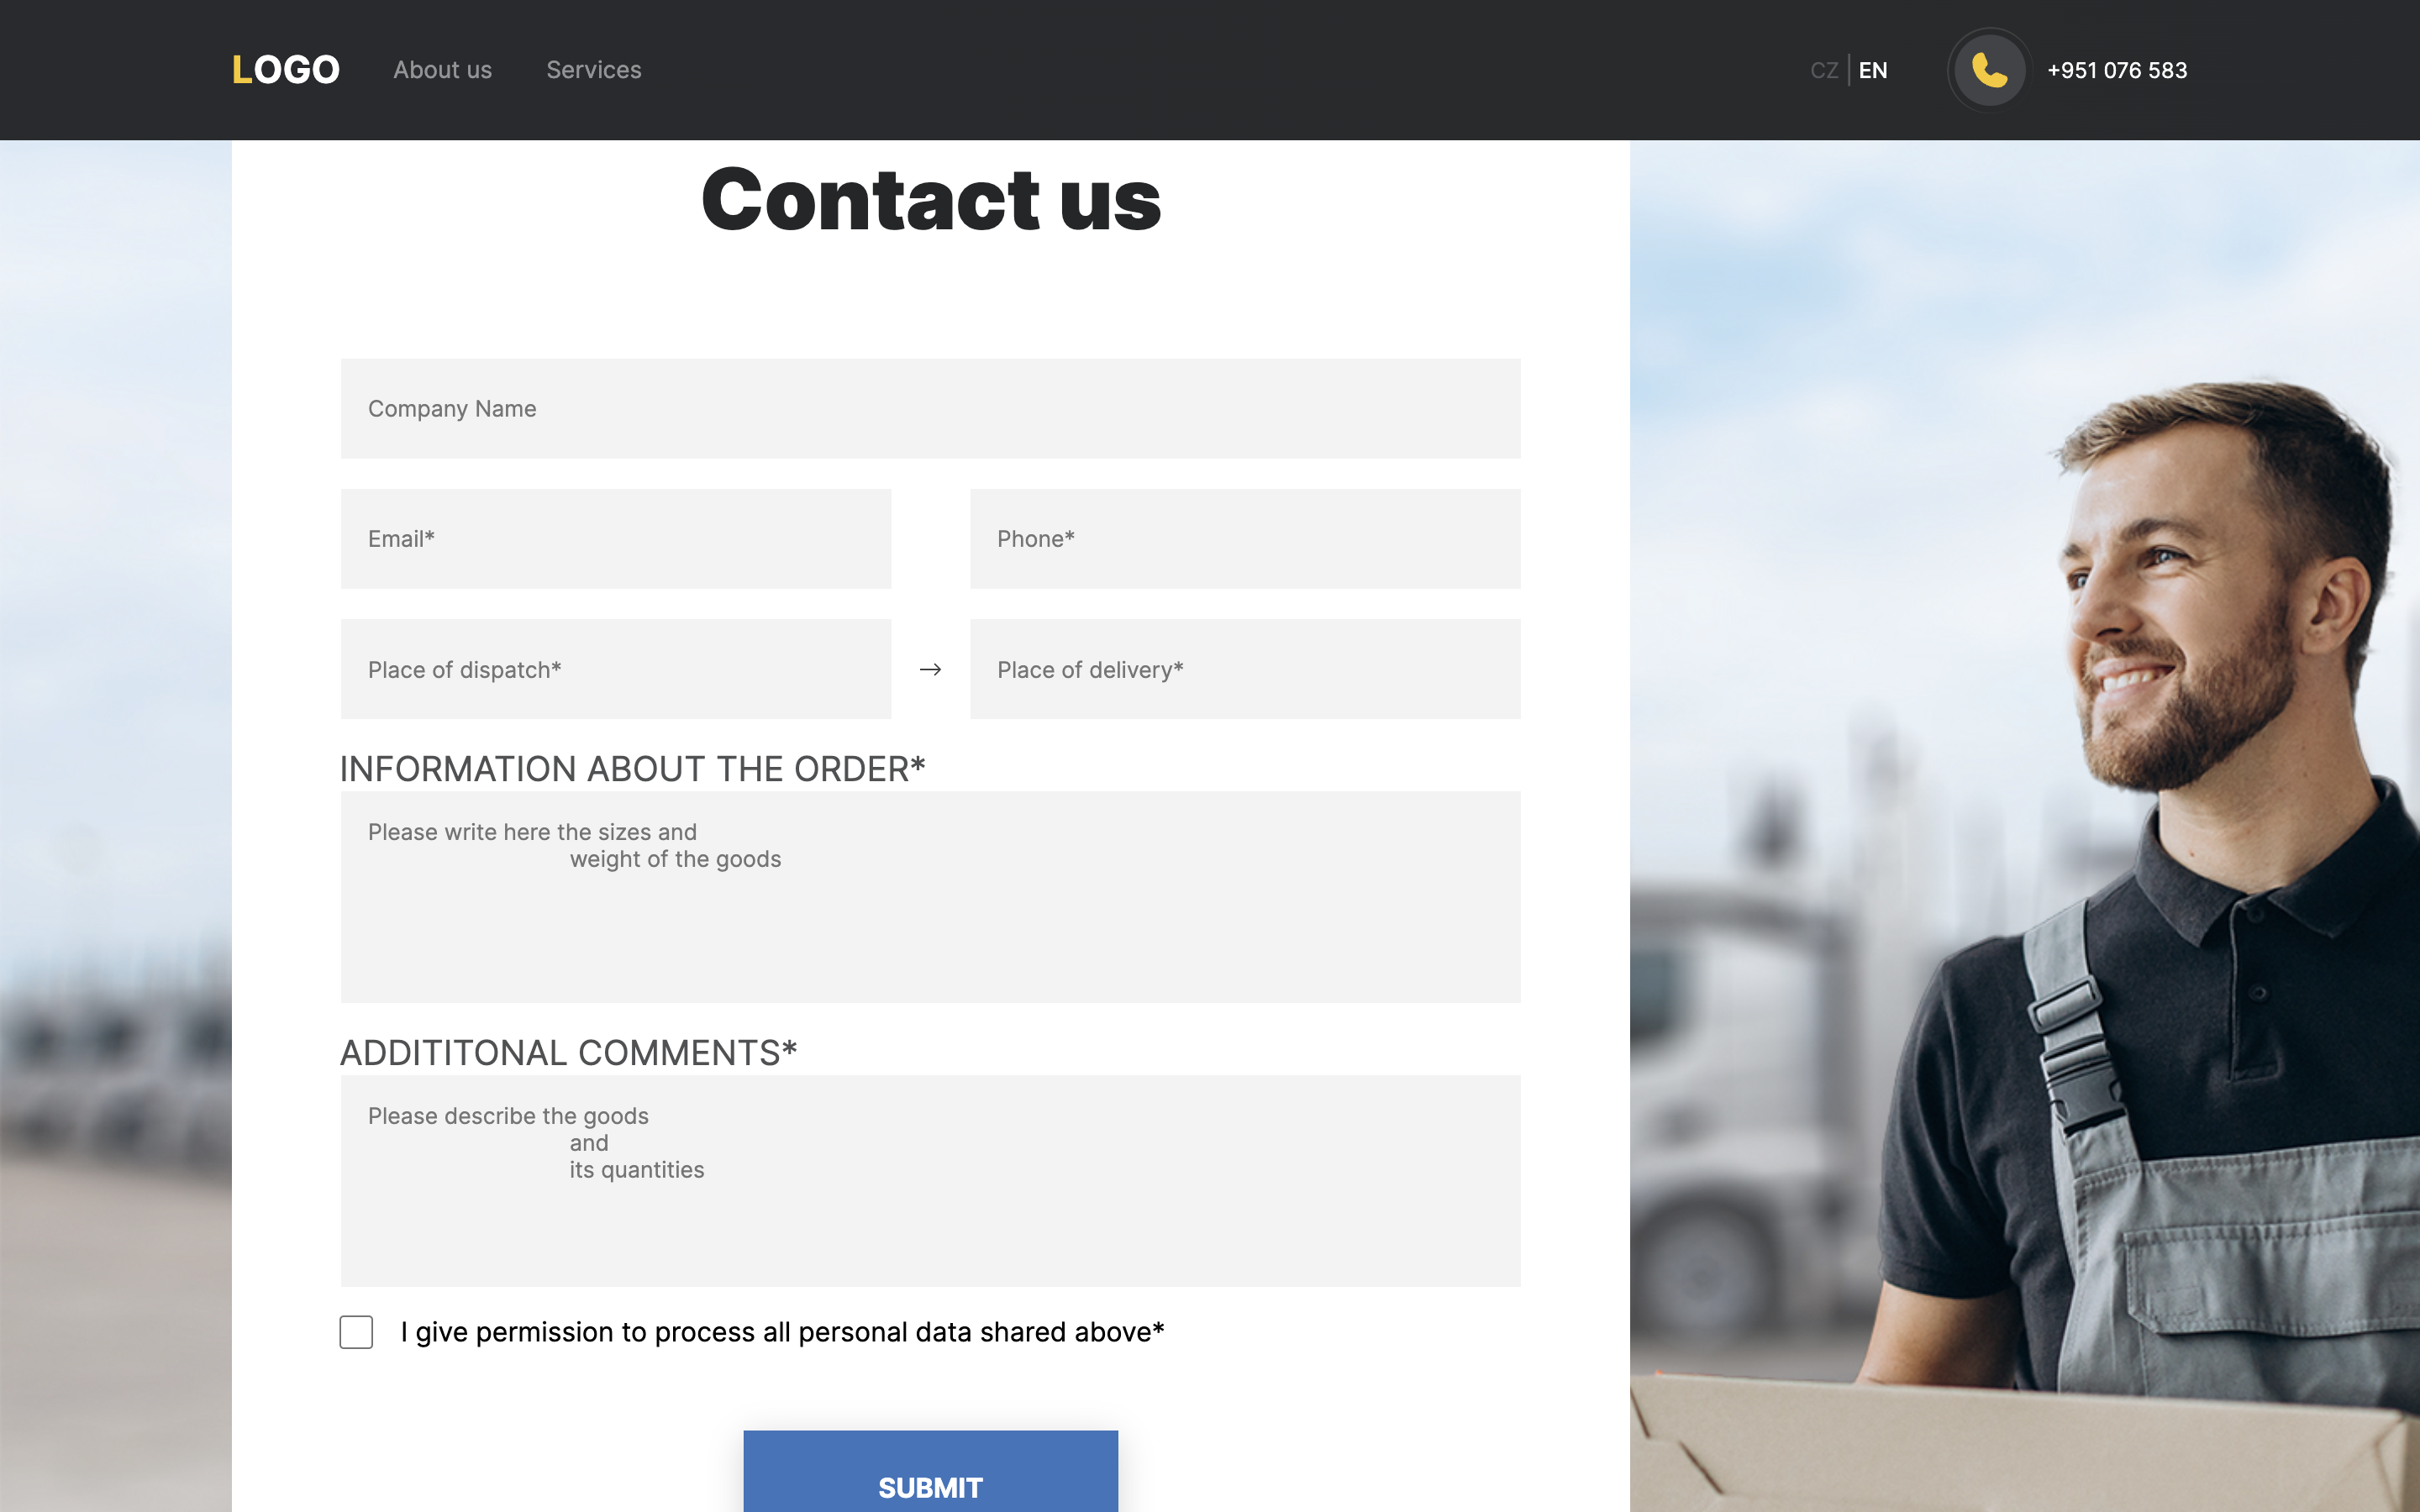 LOGO About us Services CZ | EN +951 076 583
Contact us
Company Name
Email* Phone*
Place of dispatch* → Place of delivery*
INFORMATION ABOUT THE ORDER*
Please write here the sizes and
weight of the goods
ADDITITONAL COMMENTS*
Please describe the goods
and
its quantities
I give permission to process all personal data shared above*
SUBMIT